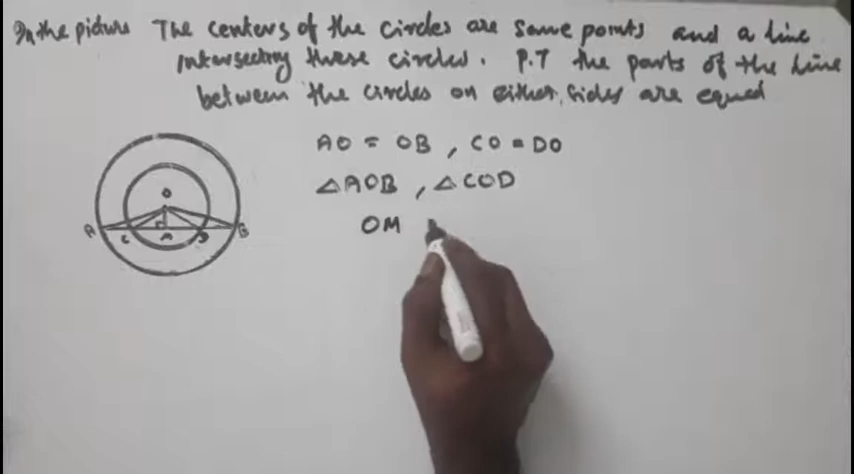 In the picture The centers of the circles are same points and a line
intersecting these circles. P.T the parts of the line
between the circles on either sides are equal
AO = OB , CO = DO
△AOB , △COD
O
OM
A C M D B